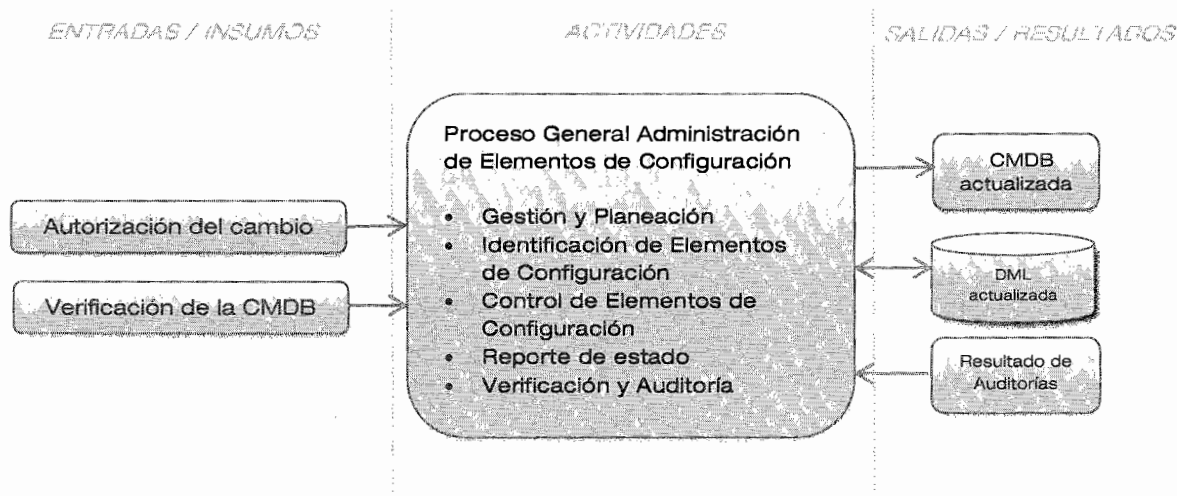 ENTRADAS / INSUMOS
ACTIVIDADES
SALIDAS / RESULTADOS
Autorización del cambio
Verificación de la CMDB
Proceso General Administración
de Elementos de Configuración
• Gestión y Planeación
• Identificación de Elementos
de Configuración
• Control de Elementos de
Configuración
• Reporte de estado
• Verificación y Auditoría
CMDB
actualizada
DML
actualizada
Resultado de
Auditorías